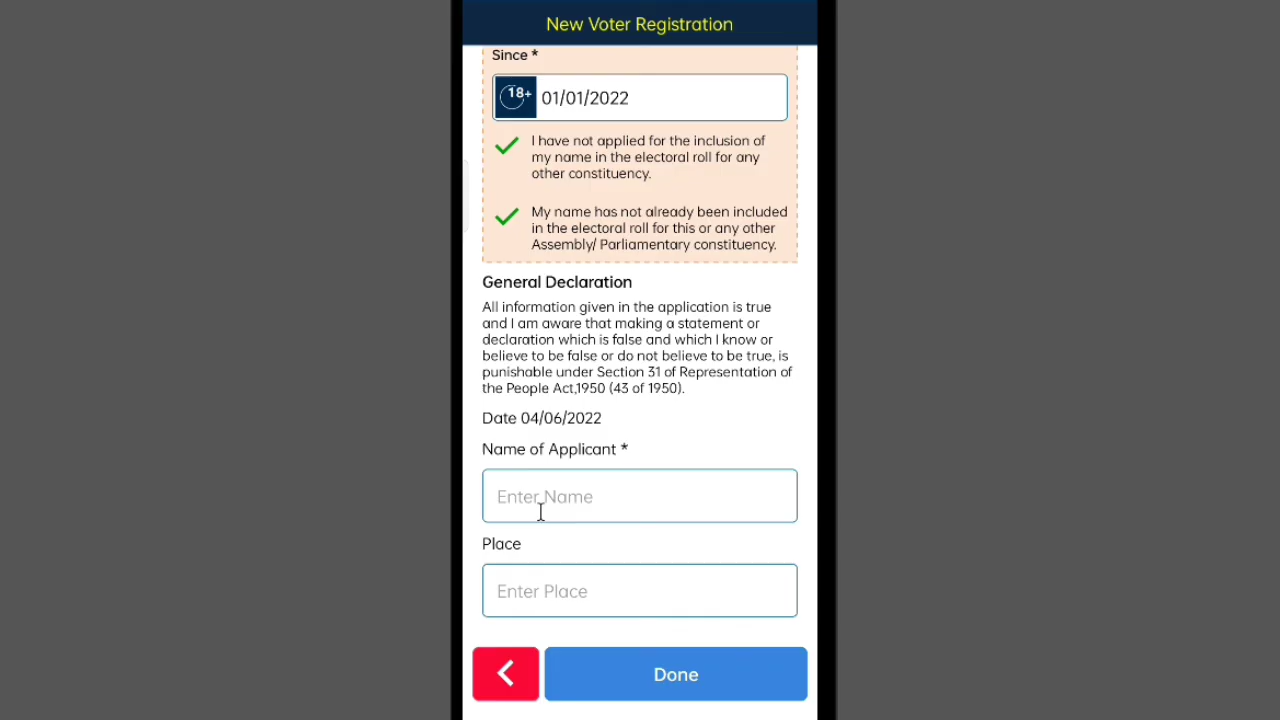 New Voter Registration
Since *
18+ 01/01/2022
I have not applied for the inclusion of
my name in the electoral roll for any
other constituency.
My name has not already been included
in the electoral roll for this or any other
Assembly/ Parliamentary constituency.
General Declaration
All information given in the application is true
and I am aware that making a statement or
declaration which is false and which I know or
believe to be false or do not believe to be true, is
punishable under Section 31 of Representation of
the People Act,1950 (43 of 1950).
Date 04/06/2022
Name of Applicant *
Enter Name
Place
Enter Place
Done